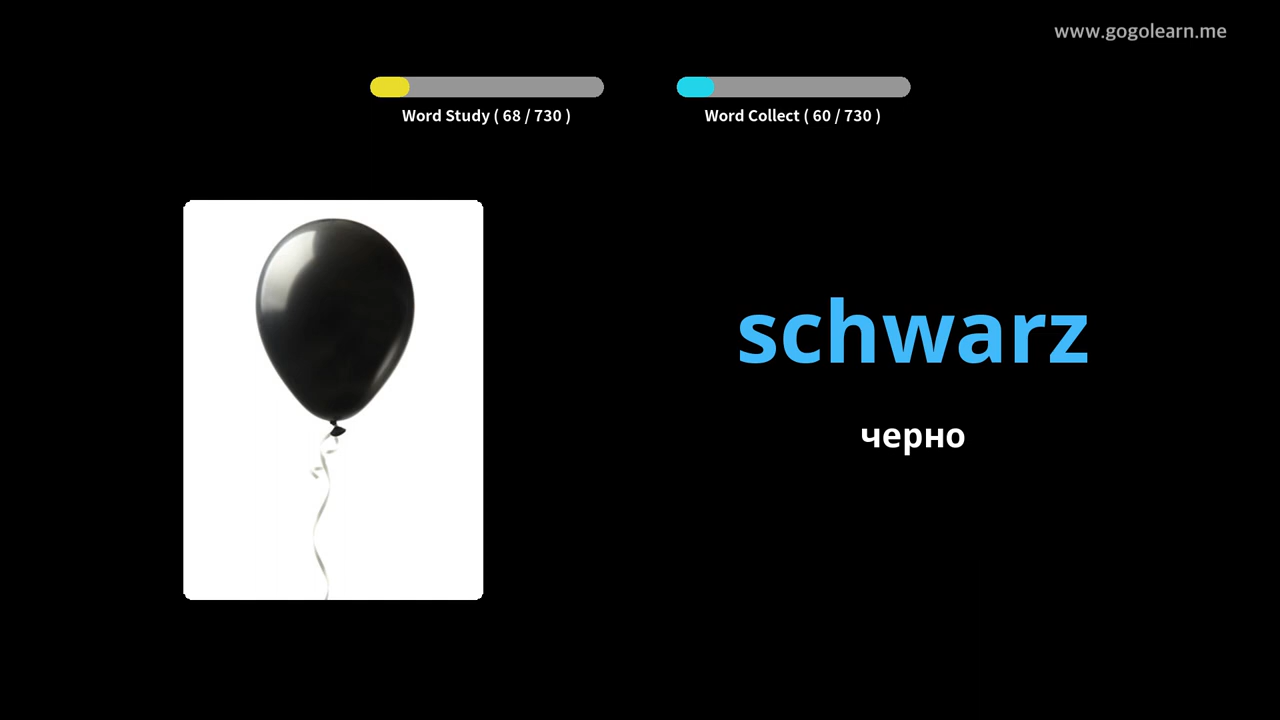 www.gogolearn.me
Word Study ( 68 / 730 )
Word Collect ( 60 / 730 )
schwarz
черно